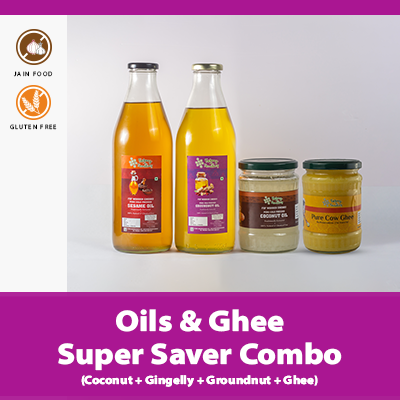 JAIN FOOD
GLUTEN FREE
SESAME OIL
GROUNDNUT OIL
COCONUT OIL
Pure Cow Ghee
Oils & Ghee
Super Saver Combo
(Coconut + Gingelly + Groundnut + Ghee)